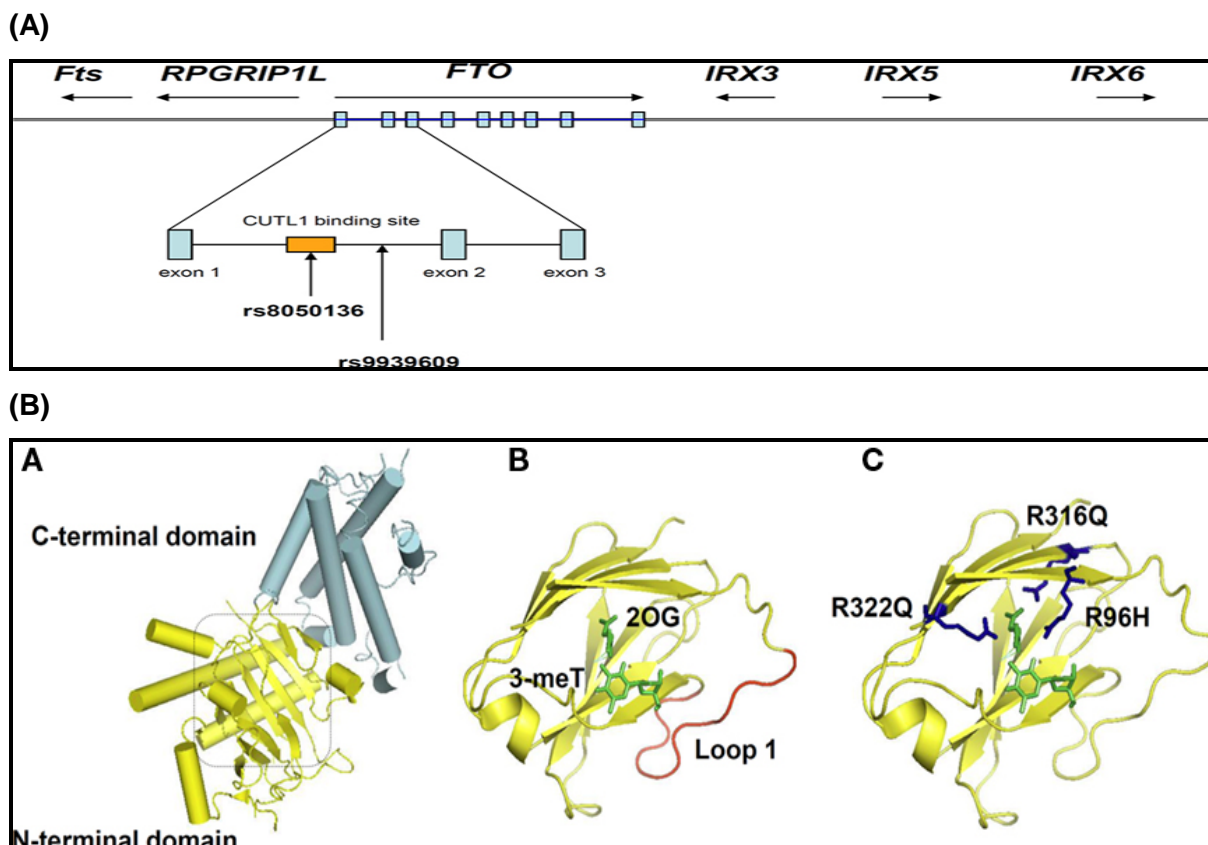 (A)
Fts RPGRIP1L FTO IRX3 IRX5 IRX6
CUTL1 binding site
exon 1 exon 2 exon 3
rs8050136
rs9939609
(B)
A B C
C-terminal domain
R316Q
2OG
R322Q R96H
3-meT
Loop 1
N-terminal domain